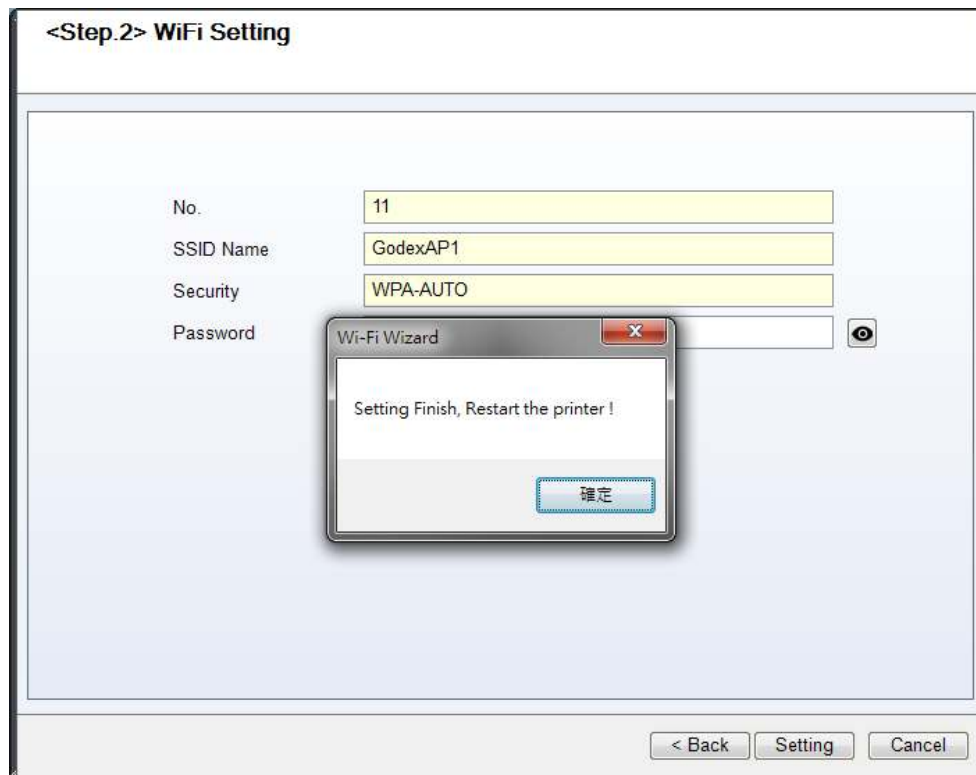 <Step.2> WiFi Setting
No. 11
SSID Name GodexAP1
Security WPA-AUTO
Password
Wi-Fi Wizard
Setting Finish, Restart the printer !
確定
< Back Setting Cancel